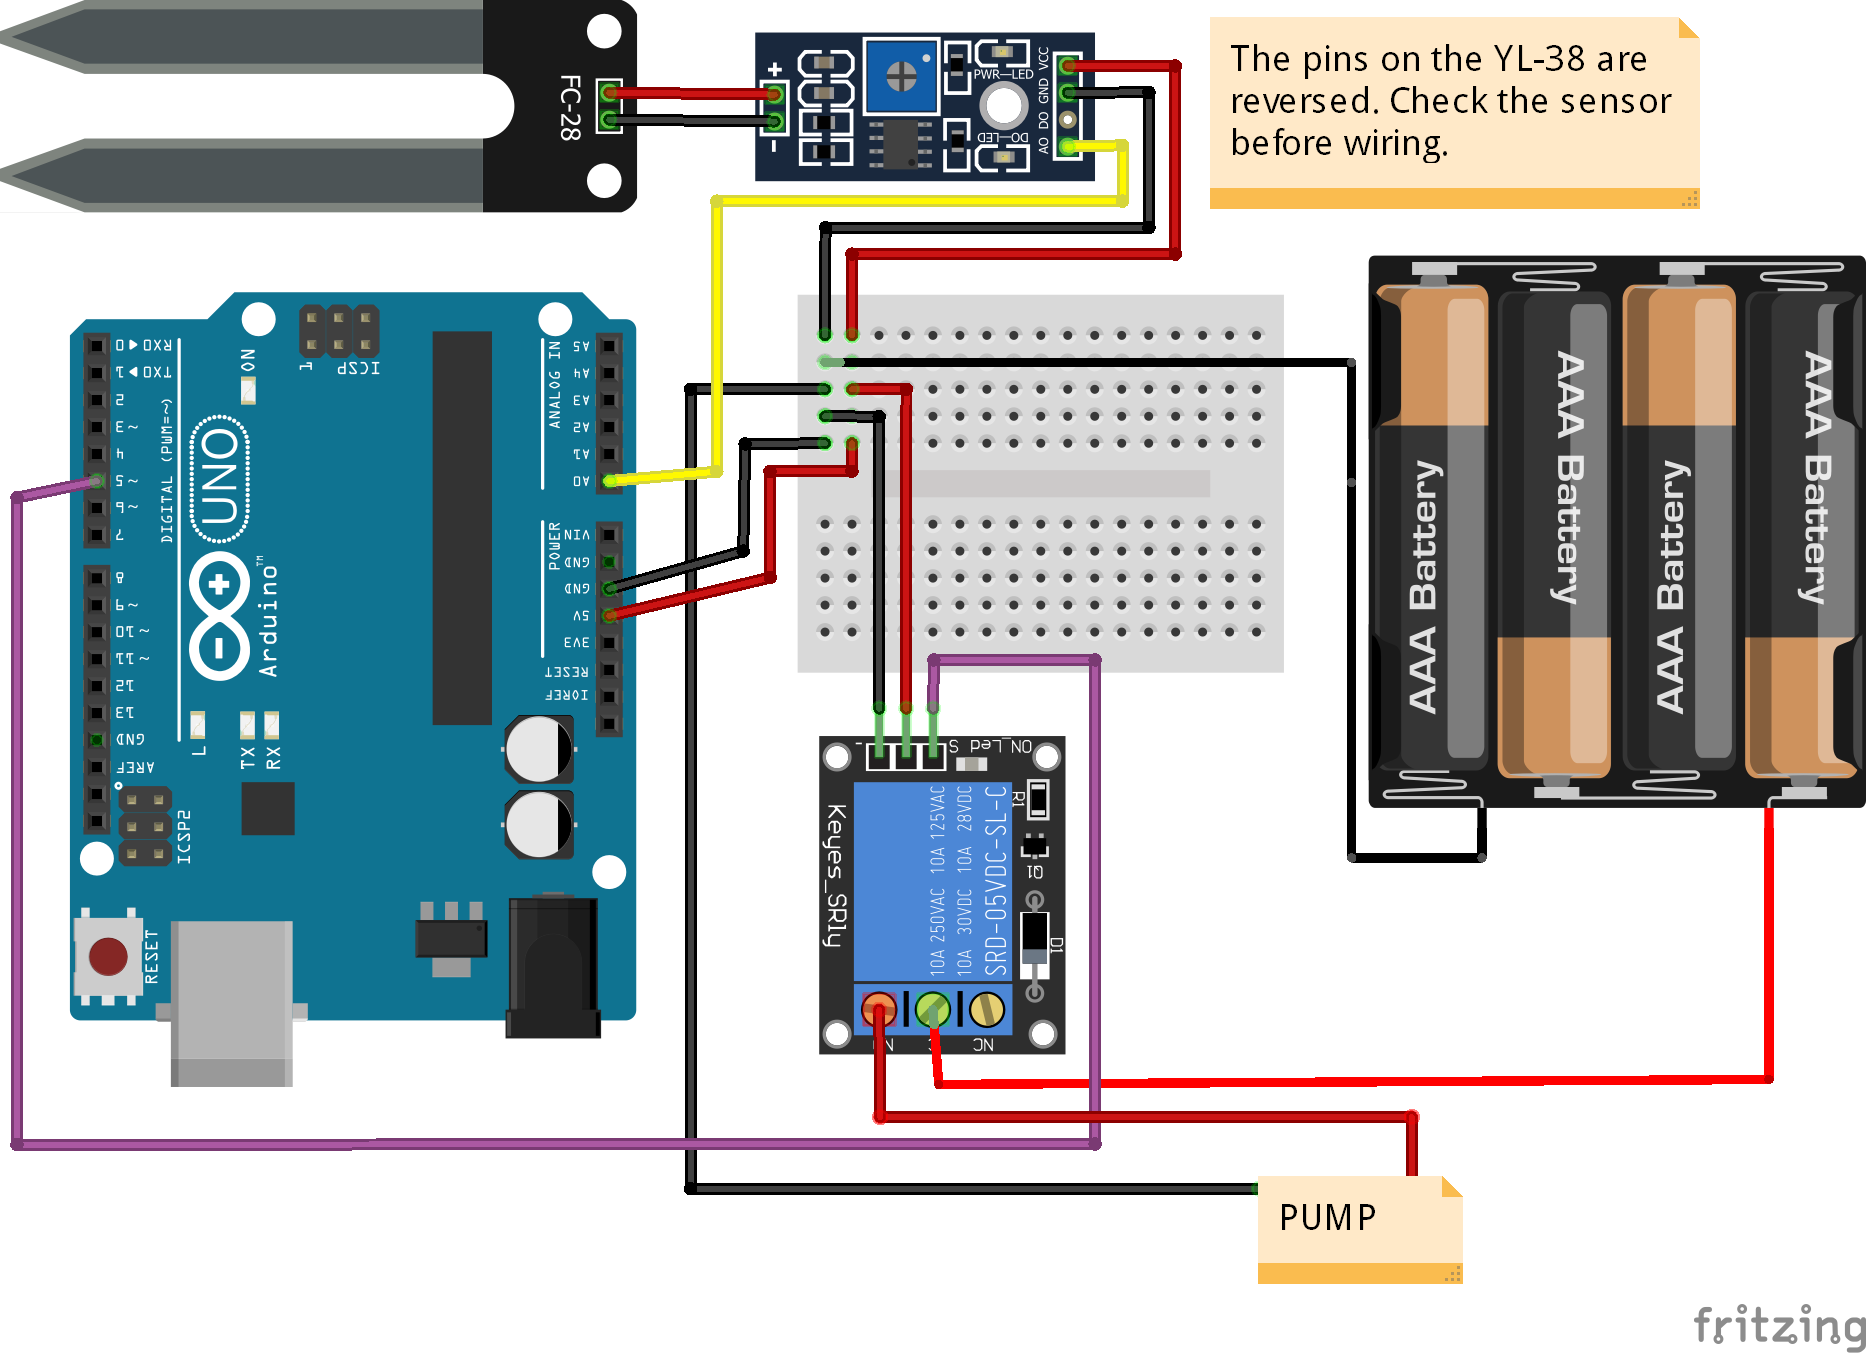 FC-28
+
-
PWR-LED
DO-LED
VCC
GND
DO
AO
The pins on the YL-38 are
reversed. Check the sensor
before wiring.
RX0 ◀ 0
TX0 ▶ 1
2
~3
4
~5
~6
7
8
~9
~10
~11
12
13
GND
AREF
DIGITAL (PWM=~)
1 ICSP
ON
UNO
Arduino™
L
TX
RX
ICSP2
RESET
ANALOG IN
A5
A4
A3
A2
A1
A0
POWER
VIN
GND
GND
5V
3V3
RESET
IOREF
AAA Battery
AAA Battery
AAA Battery
AAA Battery
-
S
ON_Led
Keyes_SRly
10A 250VAC 10A 125VAC
10A 30VDC 10A 28VDC
SRD-05VDC-SL-C
R1
Q1
D1
NC
PUMP
fritzing